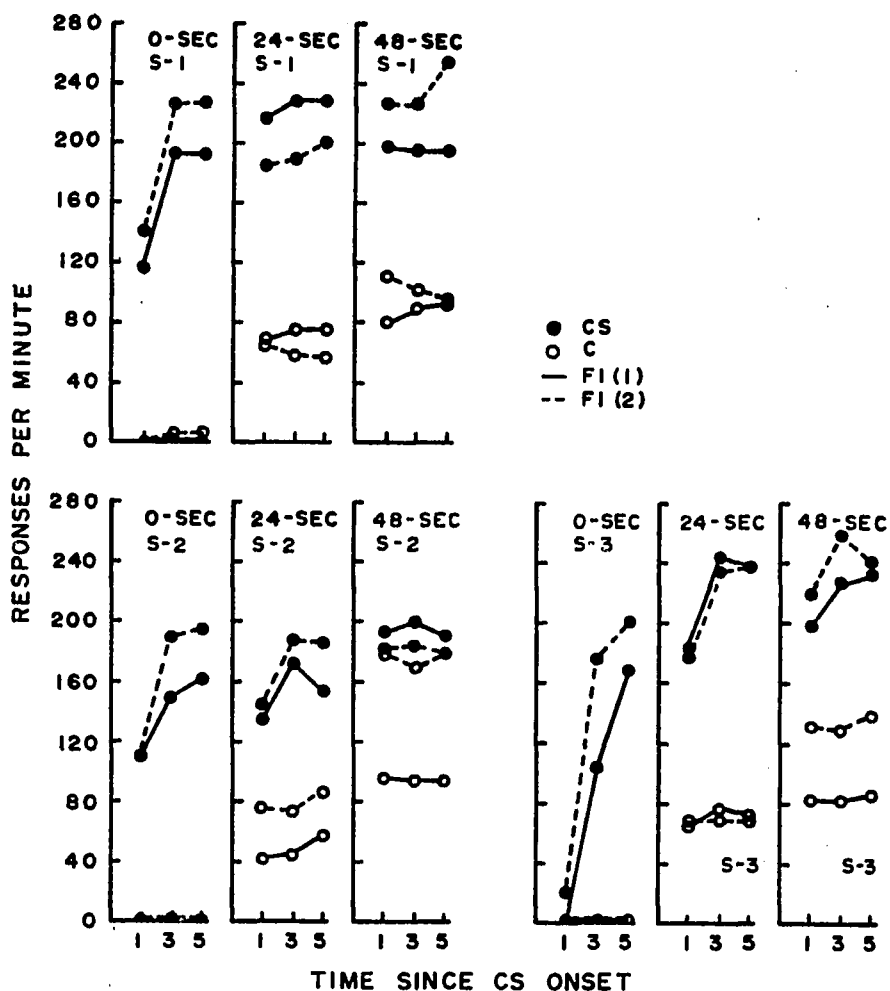 280
240
200
160
120
80
40
0
0-SEC
S-1
24-SEC
S-1
48-SEC
S-1
CS
C
FI(1)
FI(2)
RESPONSES PER MINUTE
280
240
200
160
120
80
40
0
0-SEC
S-2
24-SEC
S-2
48-SEC
S-2
0-SEC
S-3
24-SEC
S-3
48-SEC
S-3
1 3 5
1 3 5
1 3 5
1 3 5
1 3 5
1 3 5
TIME SINCE CS ONSET